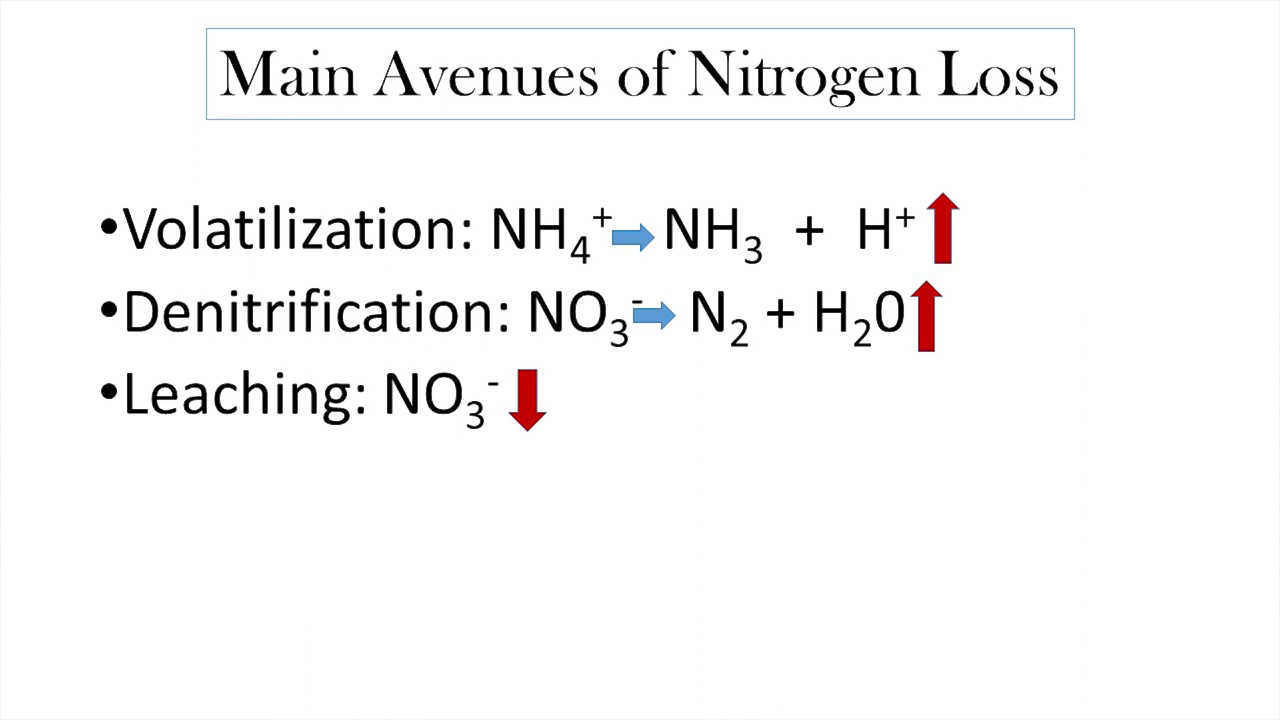 Main Avenues of Nitrogen Loss
•Volatilization: NH₄⁺ NH₃ + H⁺
•Denitrification: NO₃⁻ N₂ + H₂0
•Leaching: NO₃⁻